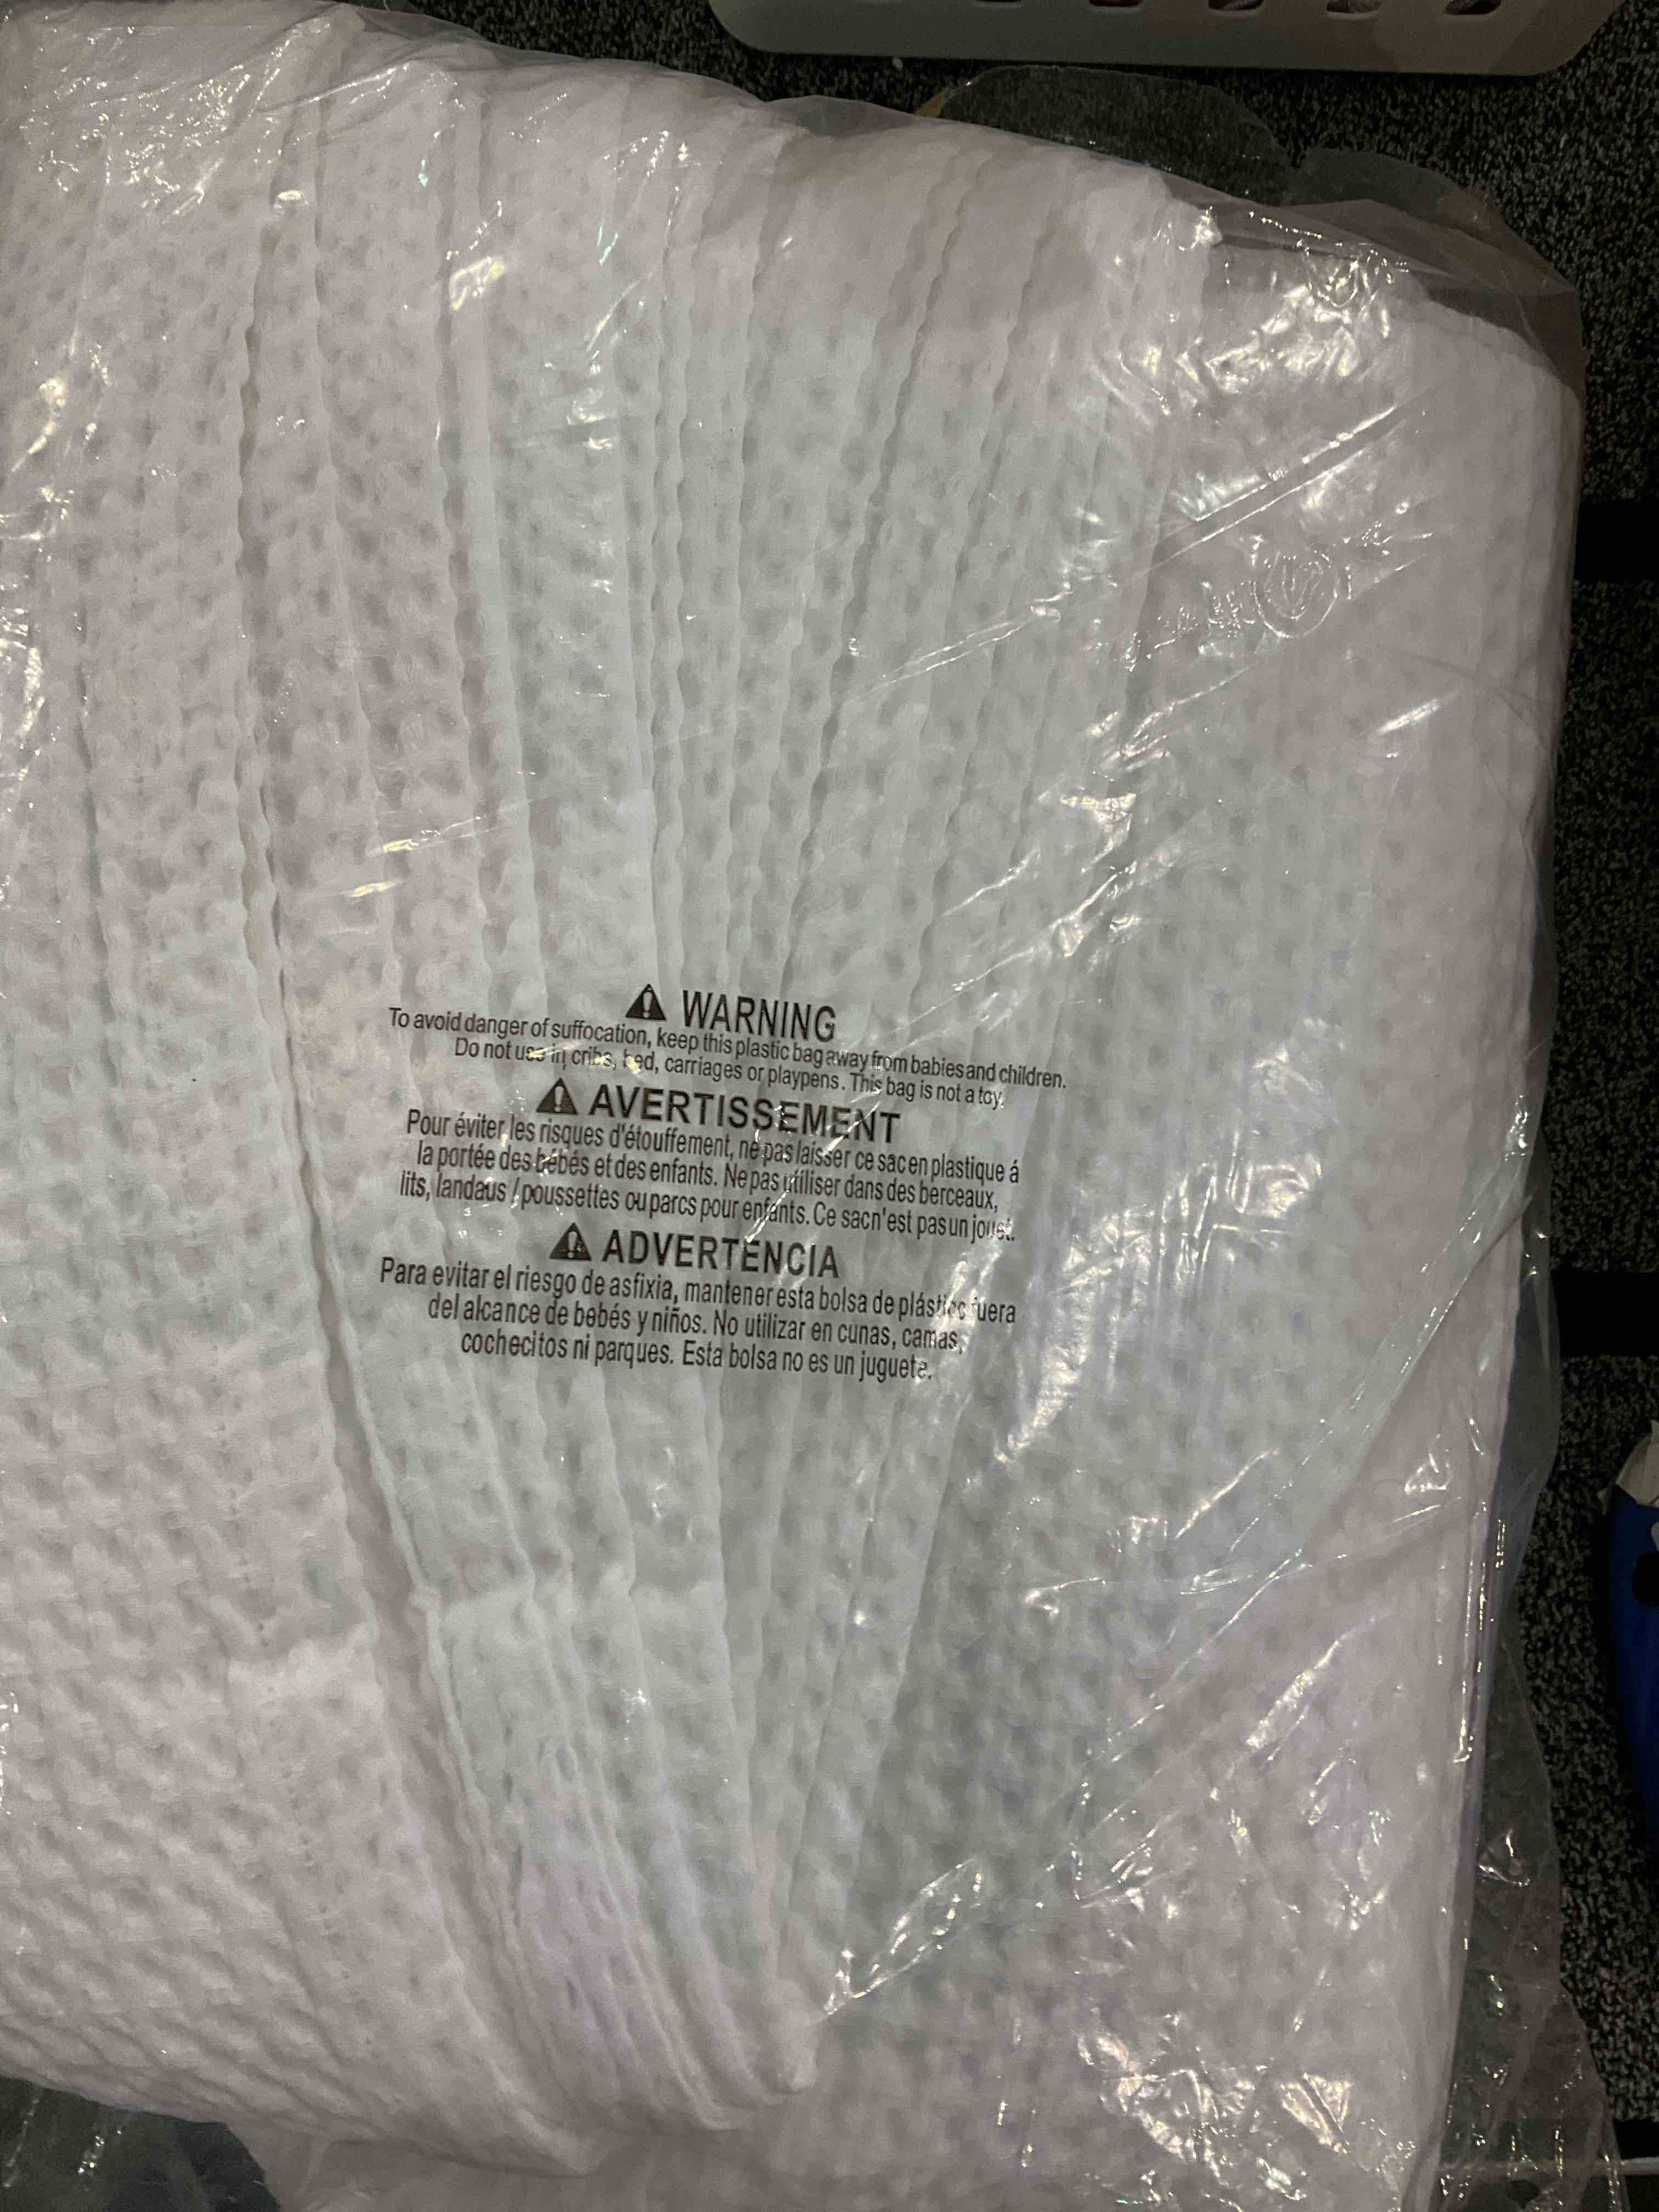 ⚠ WARNING
To avoid danger of suffocation, keep this plastic bag away from babies and children.
Do not use in cribs, bed, carriages or playpens. This bag is not a toy.
⚠ AVERTISSEMENT
Pour éviter les risques d'étouffement, ne pas laisser ce sac en plastique á
la portée des bébés et des enfants. Ne pas utiliser dans des berceaux,
lits, landaus / poussettes ou parcs pour enfants. Ce sac n'est pas un jouet.
⚠ ADVERTENCIA
Para evitar el riesgo de asfixia, mantener esta bolsa de plástico fuera
del alcance de bebés y niños. No utilizar en cunas, camas,
cochecitos ni parques. Esta bolsa no es un juguete.